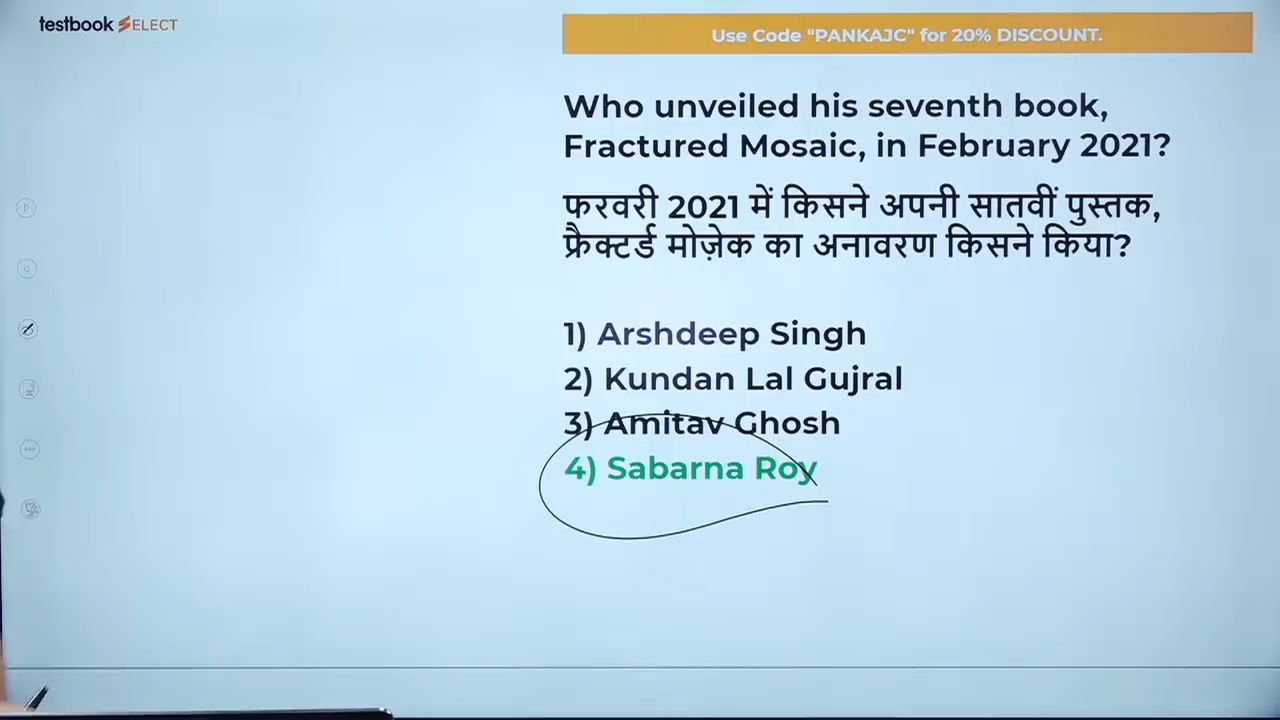 testbook SELECT
Use Code "PANKAJC" for 20% DISCOUNT.
Who unveiled his seventh book,
Fractured Mosaic, in February 2021?
फरवरी 2021 में किसने अपनी सातवीं पुस्तक,
फ्रैक्टर्ड मोज़ेक का अनावरण किसने किया?
1) Arshdeep Singh
2) Kundan Lal Gujral
3) Amitav Ghosh
4) Sabarna Roy